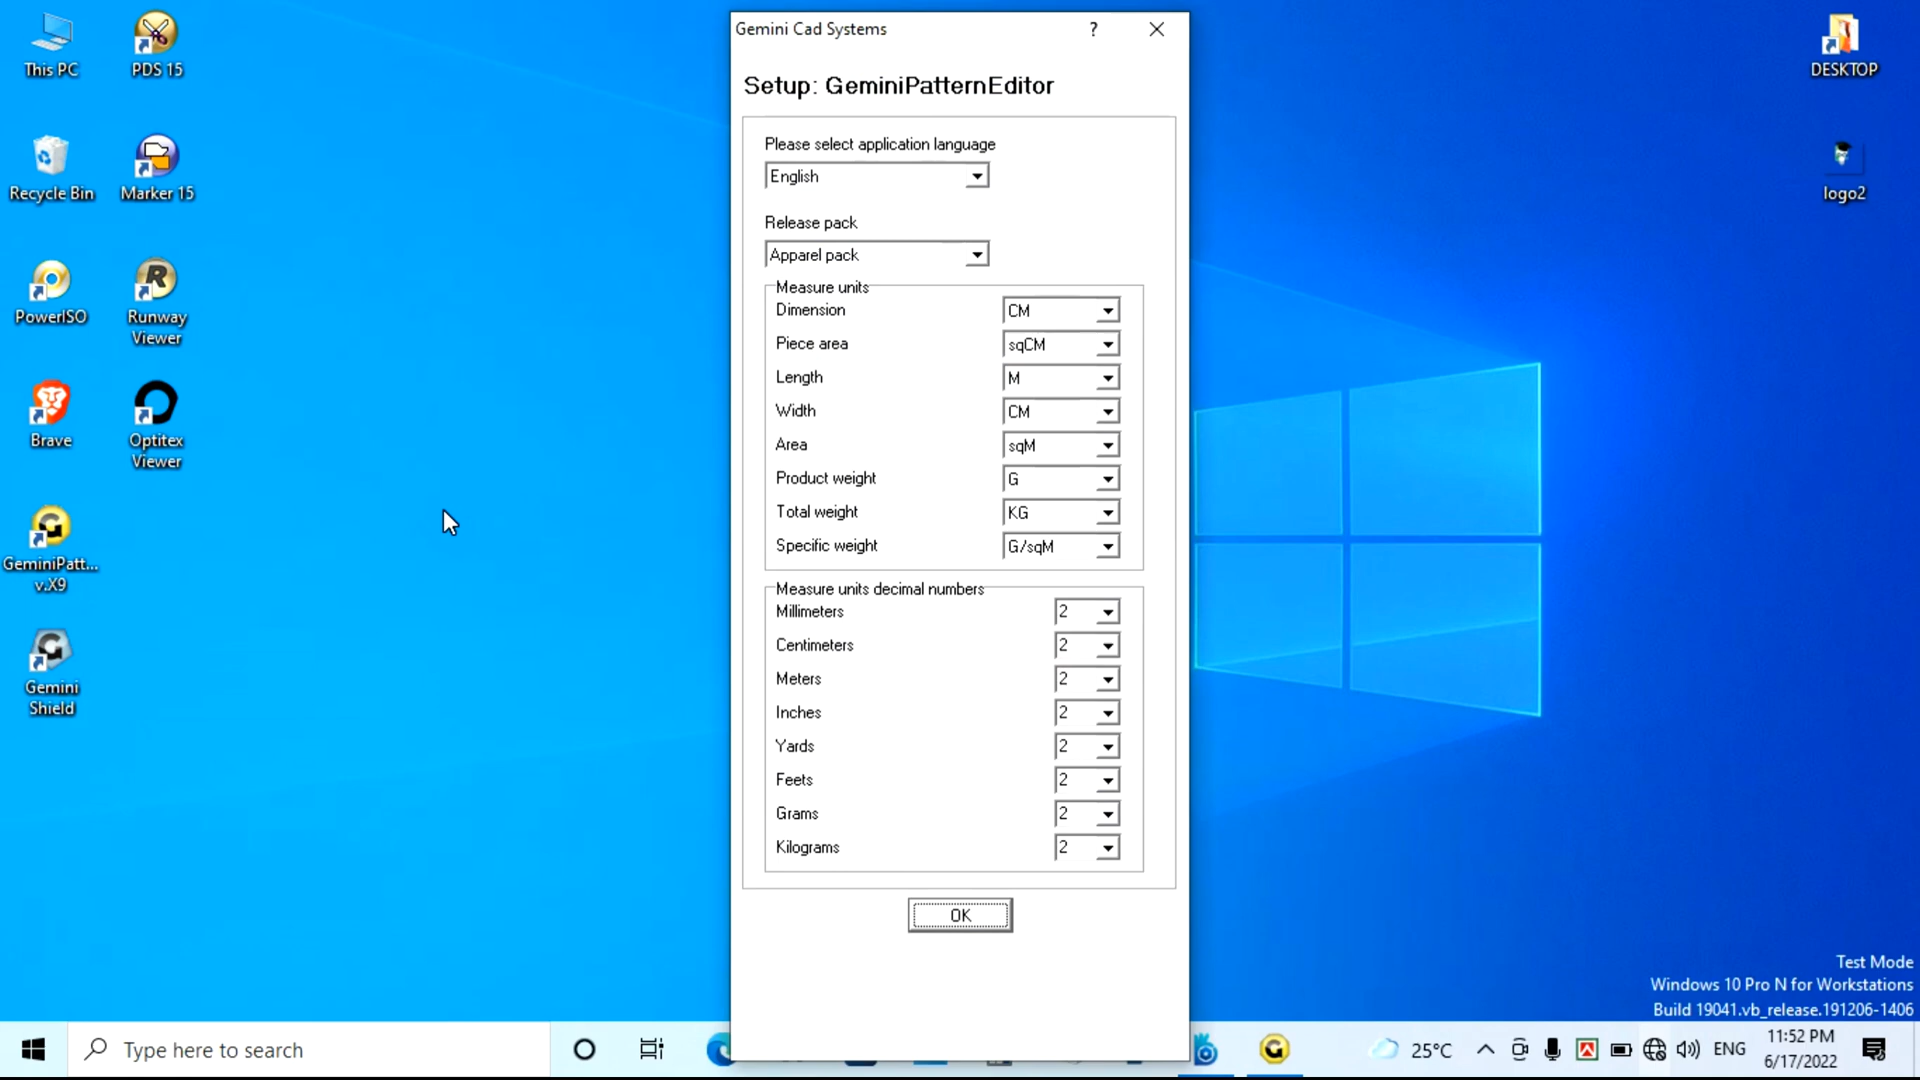 This PC
PDS 15
Recycle Bin
Marker 15
PowerISO
Runway
Viewer
Brave
Optitex
Viewer
GeminiPatt...
v.X9
Gemini
Shield
Gemini Cad Systems
?
Setup: GeminiPatternEditor
Please select application language
English
Release pack
Apparel pack
Measure units
Dimension CM
Piece area sqCM
Length M
Width CM
Area sqM
Product weight G
Total weight KG
Specific weight G/sqM
Measure units decimal numbers
Millimeters 2
Centimeters 2
Meters 2
Inches 2
Yards 2
Feets 2
Grams 2
Kilograms 2
OK
DESKTOP
logo2
Test Mode
Windows 10 Pro N for Workstations
Build 19041.vb_release.191206-1406
Type here to search
25°C
ENG
11:52 PM
6/17/2022